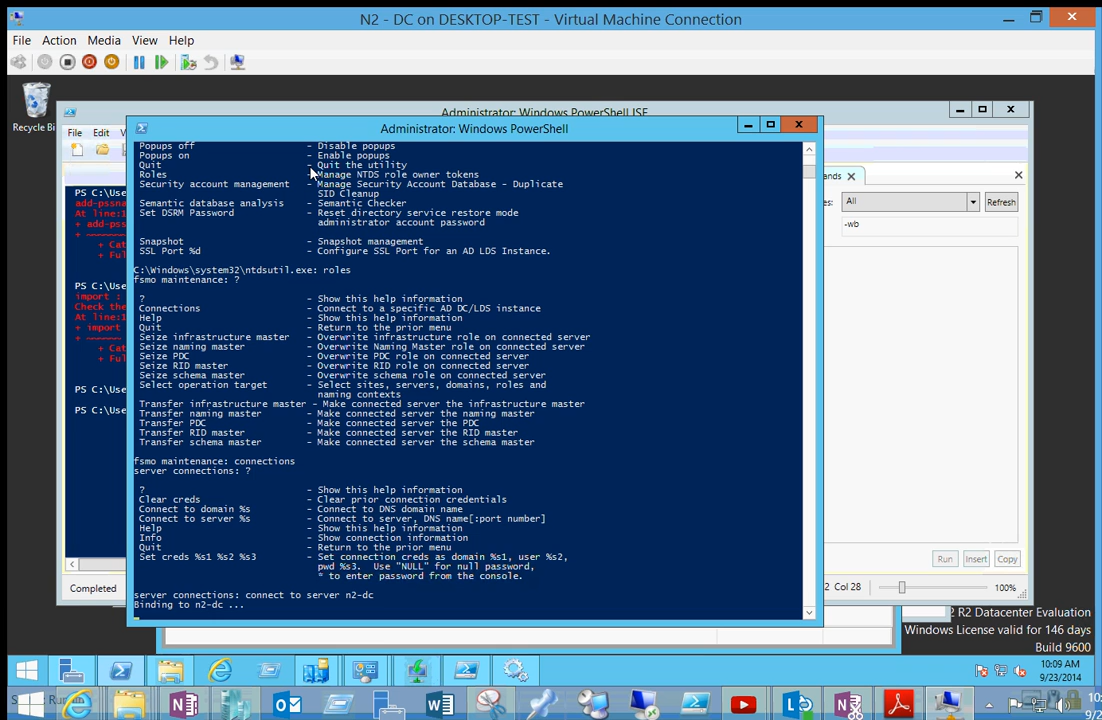 N2 - DC on DESKTOP-TEST - Virtual Machine Connection
File Action Media View Help
Recycle Bi
Administrator: Windows PowerShell ISE
File Edit V
Administrator: Windows PowerShell
Popups off - Disable popups
Popups on - Enable popups
Quit - Quit the utility
Roles - Manage NTDS role owner tokens
Security account management - Manage Security Account Database - Duplicate
SID Cleanup
Semantic database analysis - Semantic Checker
Set DSRM Password - Reset directory service restore mode
administrator account password
Snapshot - Snapshot management
SSL Port %d - Configure SSL Port for an AD LDS Instance.
C:\Windows\system32\ntdsutil.exe: roles
fsmo maintenance: ?
? - Show this help information
Connections - Connect to a specific AD DC/LDS instance
Help - Show this help information
Quit - Return to the prior menu
Seize infrastructure master - Overwrite infrastructure role on connected server
Seize naming master - Overwrite Naming Master role on connected server
Seize PDC - Overwrite PDC role on connected server
Seize RID master - Overwrite RID role on connected server
Seize schema master - Overwrite schema role on connected server
Select operation target - Select sites, servers, domains, roles and
naming contexts
Transfer infrastructure master - Make connected server the infrastructure master
Transfer naming master - Make connected server the naming master
Transfer PDC - Make connected server the PDC
Transfer RID master - Make connected server the RID master
Transfer schema master - Make connected server the schema master
fsmo maintenance: connections
server connections: ?
? - Show this help information
Clear creds - Clear prior connection credentials
Connect to domain %s - Connect to DNS domain name
Connect to server %s - Connect to server, DNS name[:port number]
Help - Show this help information
Info - Show connection information
Quit - Return to the prior menu
Set creds %s1 %s2 %s3 - Set connection creds as domain %s1, user %s2,
pwd %s3. Use "NULL" for null password,
* to enter password from the console.
server connections: connect to server n2-dc
Binding to n2-dc ...
PS C:\Use
add-pssna
At line:1
+ add-pss
+ ~~~~~~~
+ Cat
+ Ful
PS C:\Use
import :
Check the
At line:1
+ import
+ ~~~~~~
+ Cat
+ Ful
PS C:\Use
PS C:\Use
Completed
ands
es: All Refresh
-wb
Run Insert Copy
2 Col 28 100%
2 R2 Datacenter Evaluation
Windows License valid for 146 days
Build 9600
10:09 AM
9/23/2014
10:
9/2